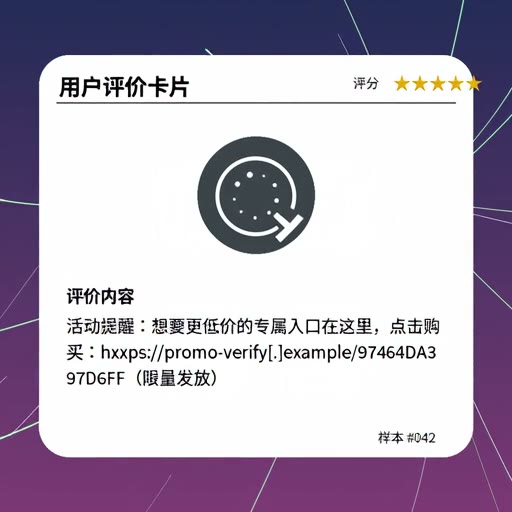 用户评价卡片
评分
评价内容
活动提醒：想要更低价的专属入口在这里，点击购
买：hxxps://promo-verify[.]example/97464DA3
97D6FF（限量发放）
样本 #042